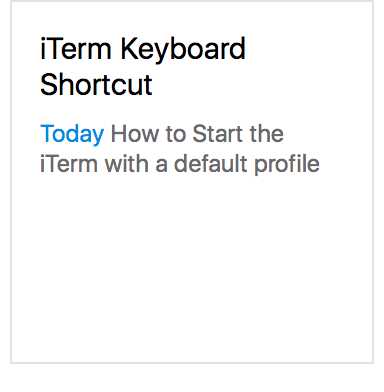 iTerm Keyboard
Shortcut
Today How to Start the
iTerm with a default profile